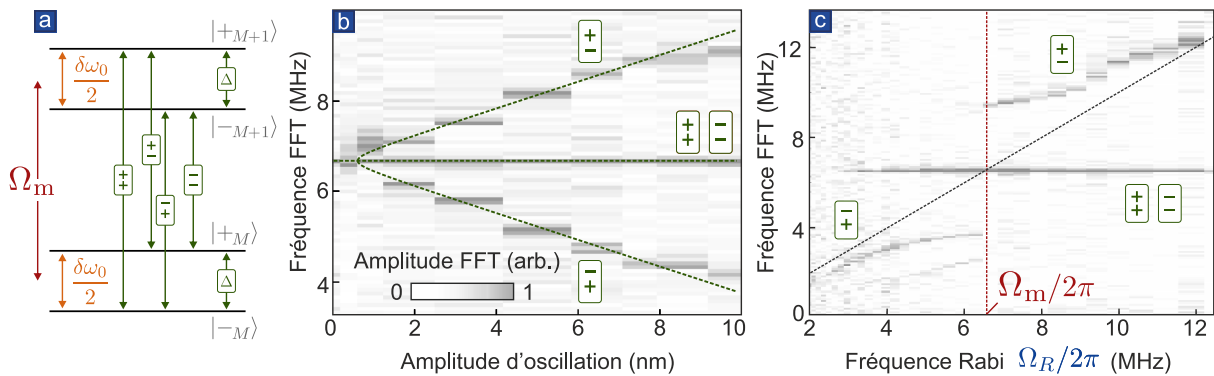 a
|+_{M+1}⟩
δω₀/2
Δ
|−_{M+1}⟩
Ω_m
+ +
+ −
− +
− −
|+_M⟩
δω₀/2
Δ
|−_M⟩
b
Fréquence FFT (MHz)
8
6
4
+ −
+ + − −
− +
Amplitude FFT (arb.)
0 1
0 2 4 6 8 10
Amplitude d'oscillation (nm)
c
Fréquence FFT (MHz)
12
8
4
0
+ −
+ + − −
− +
Ω_m/2π
2 4 6 8 10 12
Fréquence Rabi Ω_R/2π (MHz)